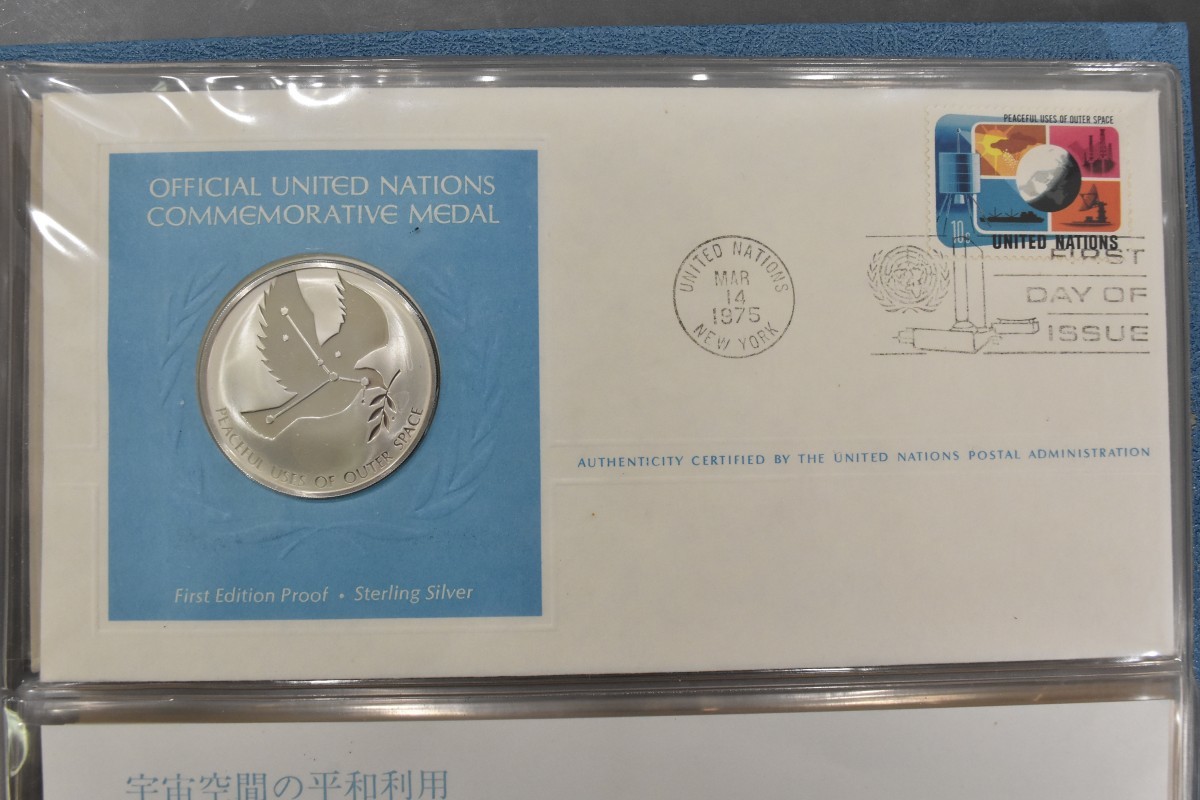 OFFICIAL UNITED NATIONS
COMMEMORATIVE MEDAL
PEACEFUL USES OF OUTER SPACE
First Edition Proof • Sterling Silver
PEACEFUL USES OF OUTER SPACE
10c
UNITED NATIONS
UNITED NATIONS
MAR
14
1975
NEW YORK
FIRST
DAY OF
ISSUE
AUTHENTICITY CERTIFIED BY THE UNITED NATIONS POSTAL ADMINISTRATION
宇宙空間の平和利用